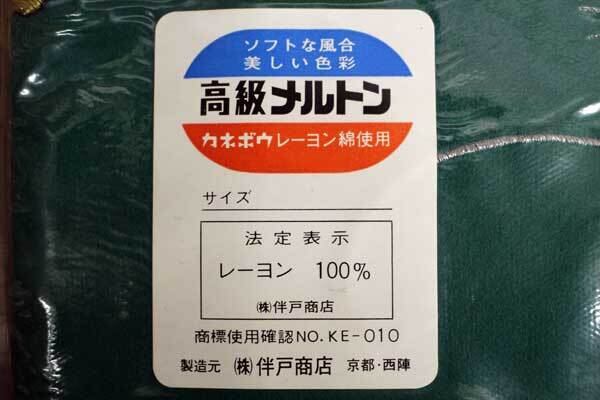 ソフトな風合
美しい色彩
高級メルトン
カネボウレーヨン綿使用
サイズ
法定表示
レーヨン 100%
㈱伴戸商店
商標使用確認NO.KE-010
製造元 ㈱伴戸商店 京都・西陣